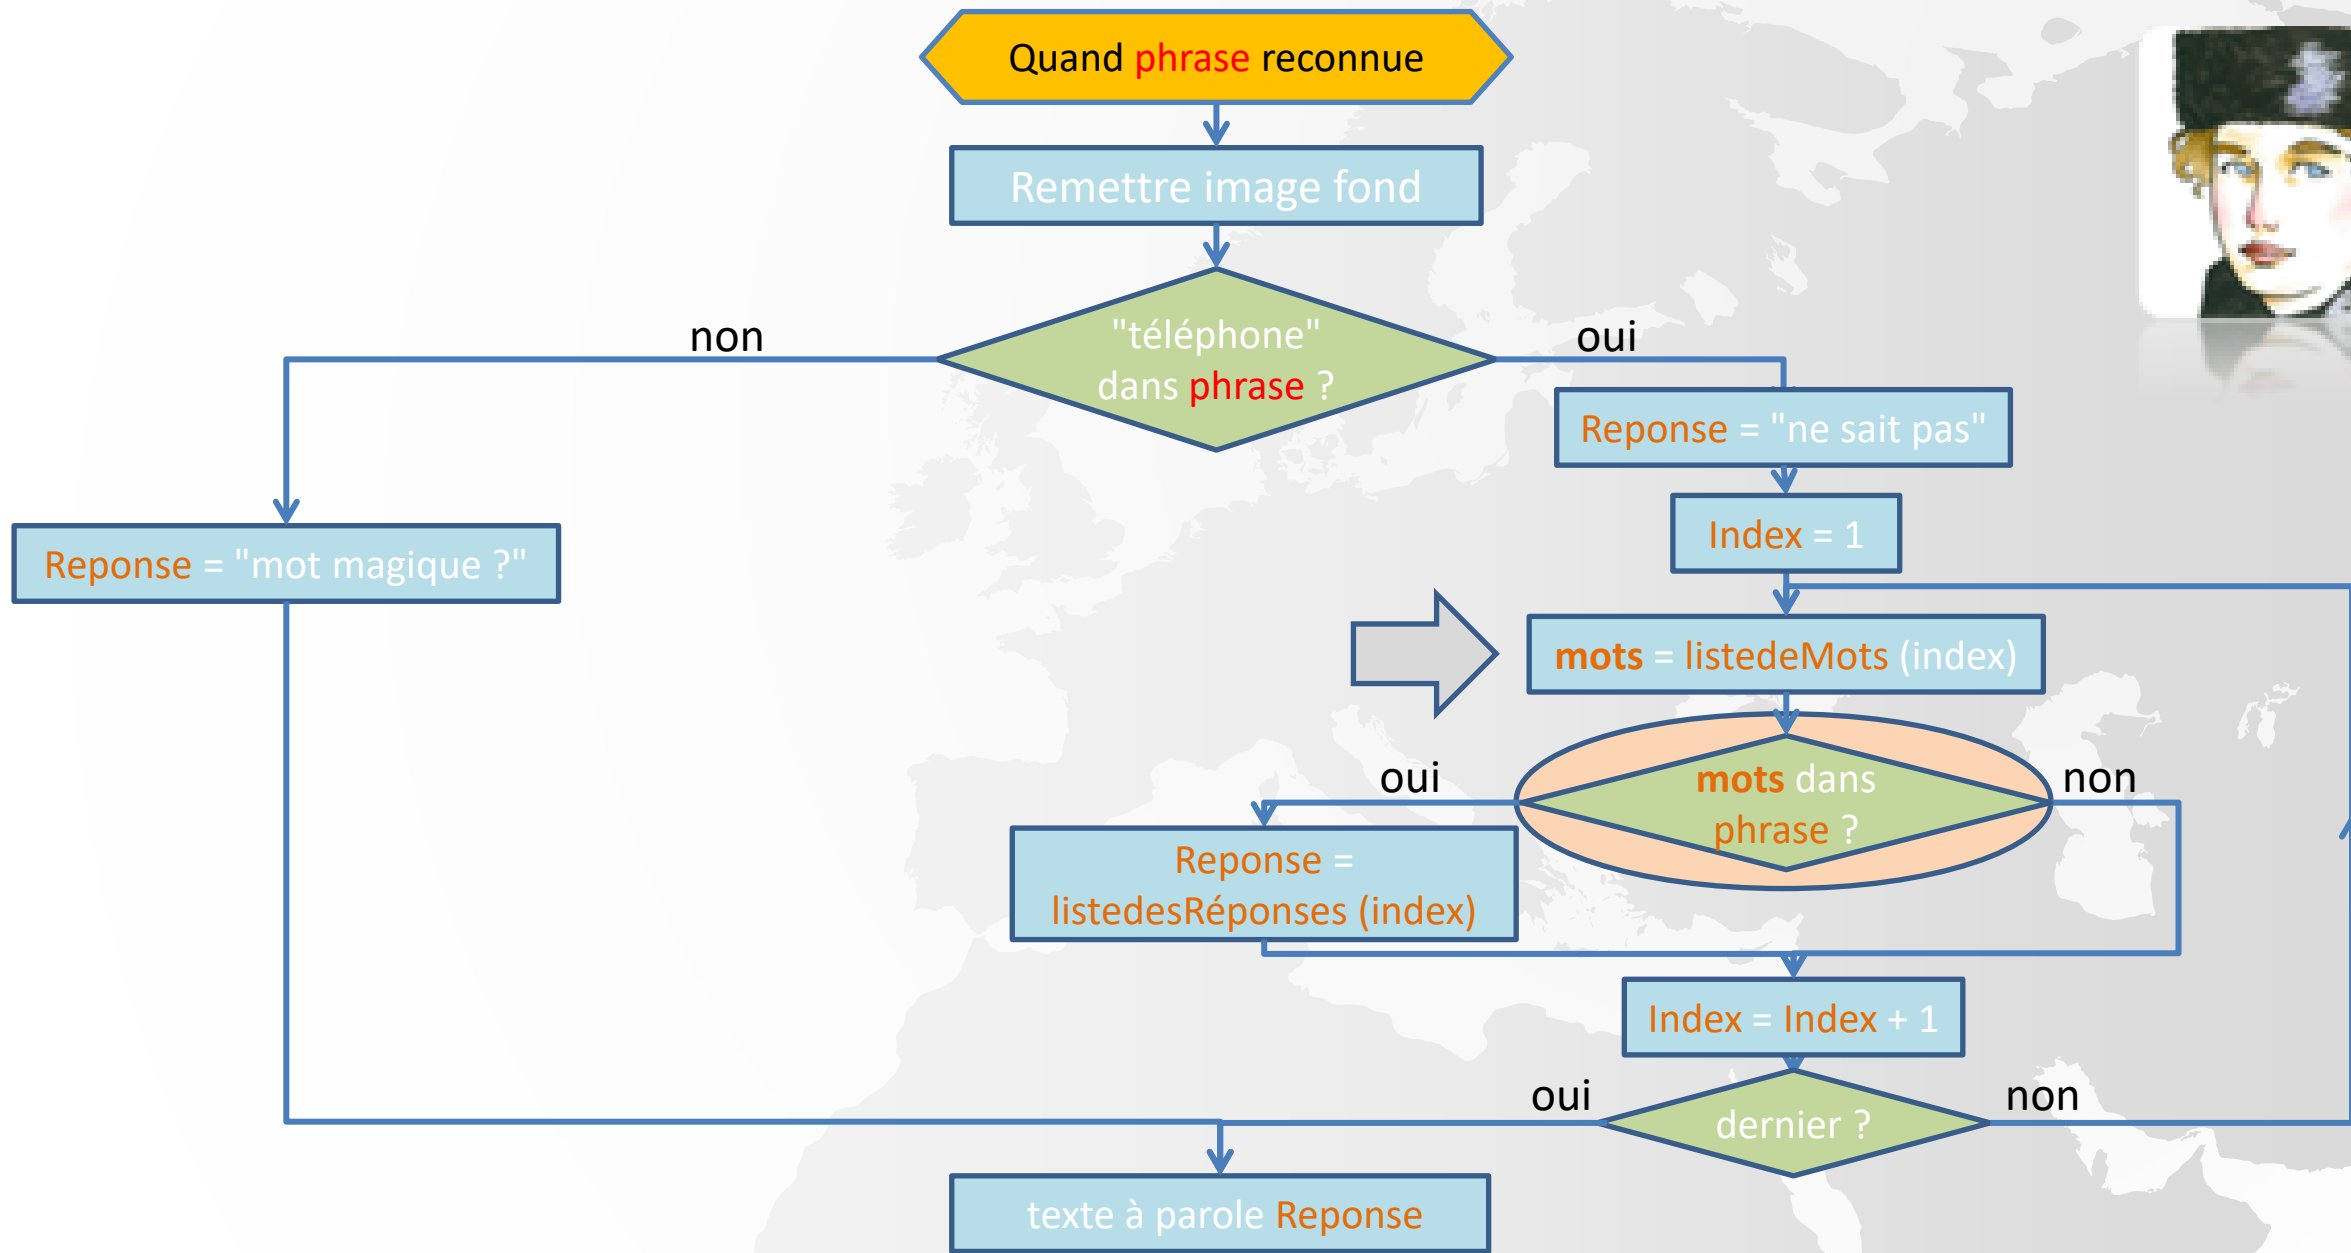 Quand phrase reconnue
Remettre image fond
"téléphone"
dans phrase ?
non
oui
Reponse = "ne sait pas"
Index = 1
Reponse = "mot magique ?"
mots = listedeMots (index)
mots dans
phrase ?
oui
non
Reponse =
listedesRéponses (index)
Index = Index + 1
dernier ?
oui
non
texte à parole Reponse